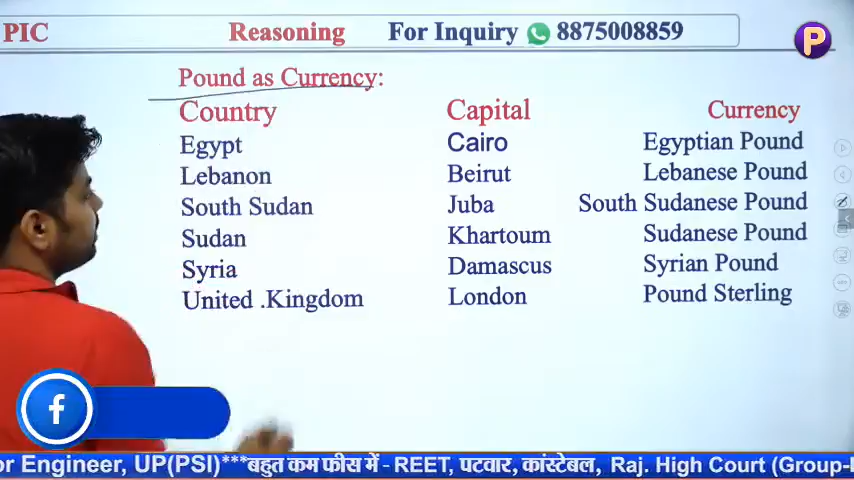 PIC Reasoning For Inquiry 8875008859
P
Pound as Currency:
Country Capital Currency
Egypt Cairo Egyptian Pound
Lebanon Beirut Lebanese Pound
South Sudan Juba South Sudanese Pound
Sudan Khartoum Sudanese Pound
Syria Damascus Syrian Pound
United .Kingdom London Pound Sterling
f
or Engineer, UP(PSI)***बहुत कम फीस में - REET, पटवार, कांस्टेबल, Raj. High Court (Group-